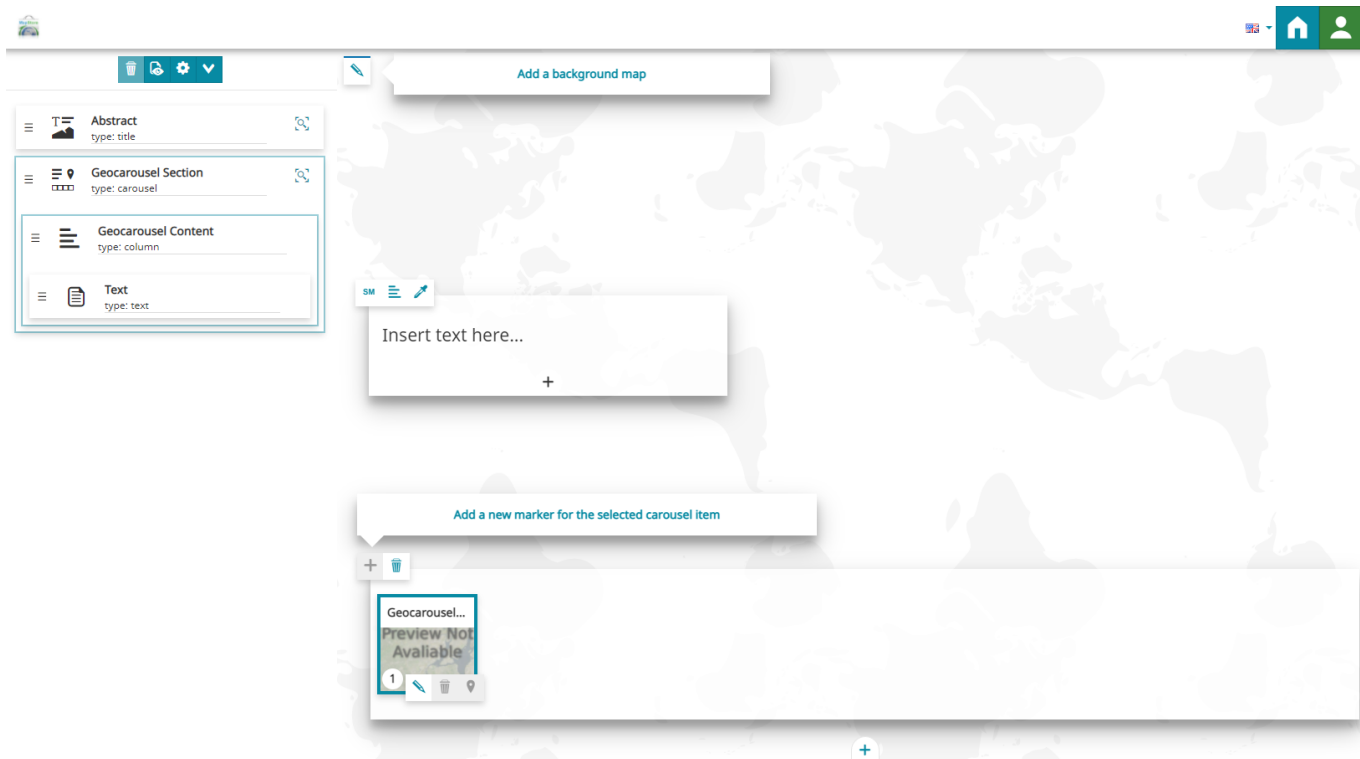 Add a background map
Abstract
type: title
Geocarousel Section
type: carousel
Geocarousel Content
type: column
Text
type: text
SM
Insert text here...
Add a new marker for the selected carousel item
Geocarousel...
Preview Not
Avaliable
1